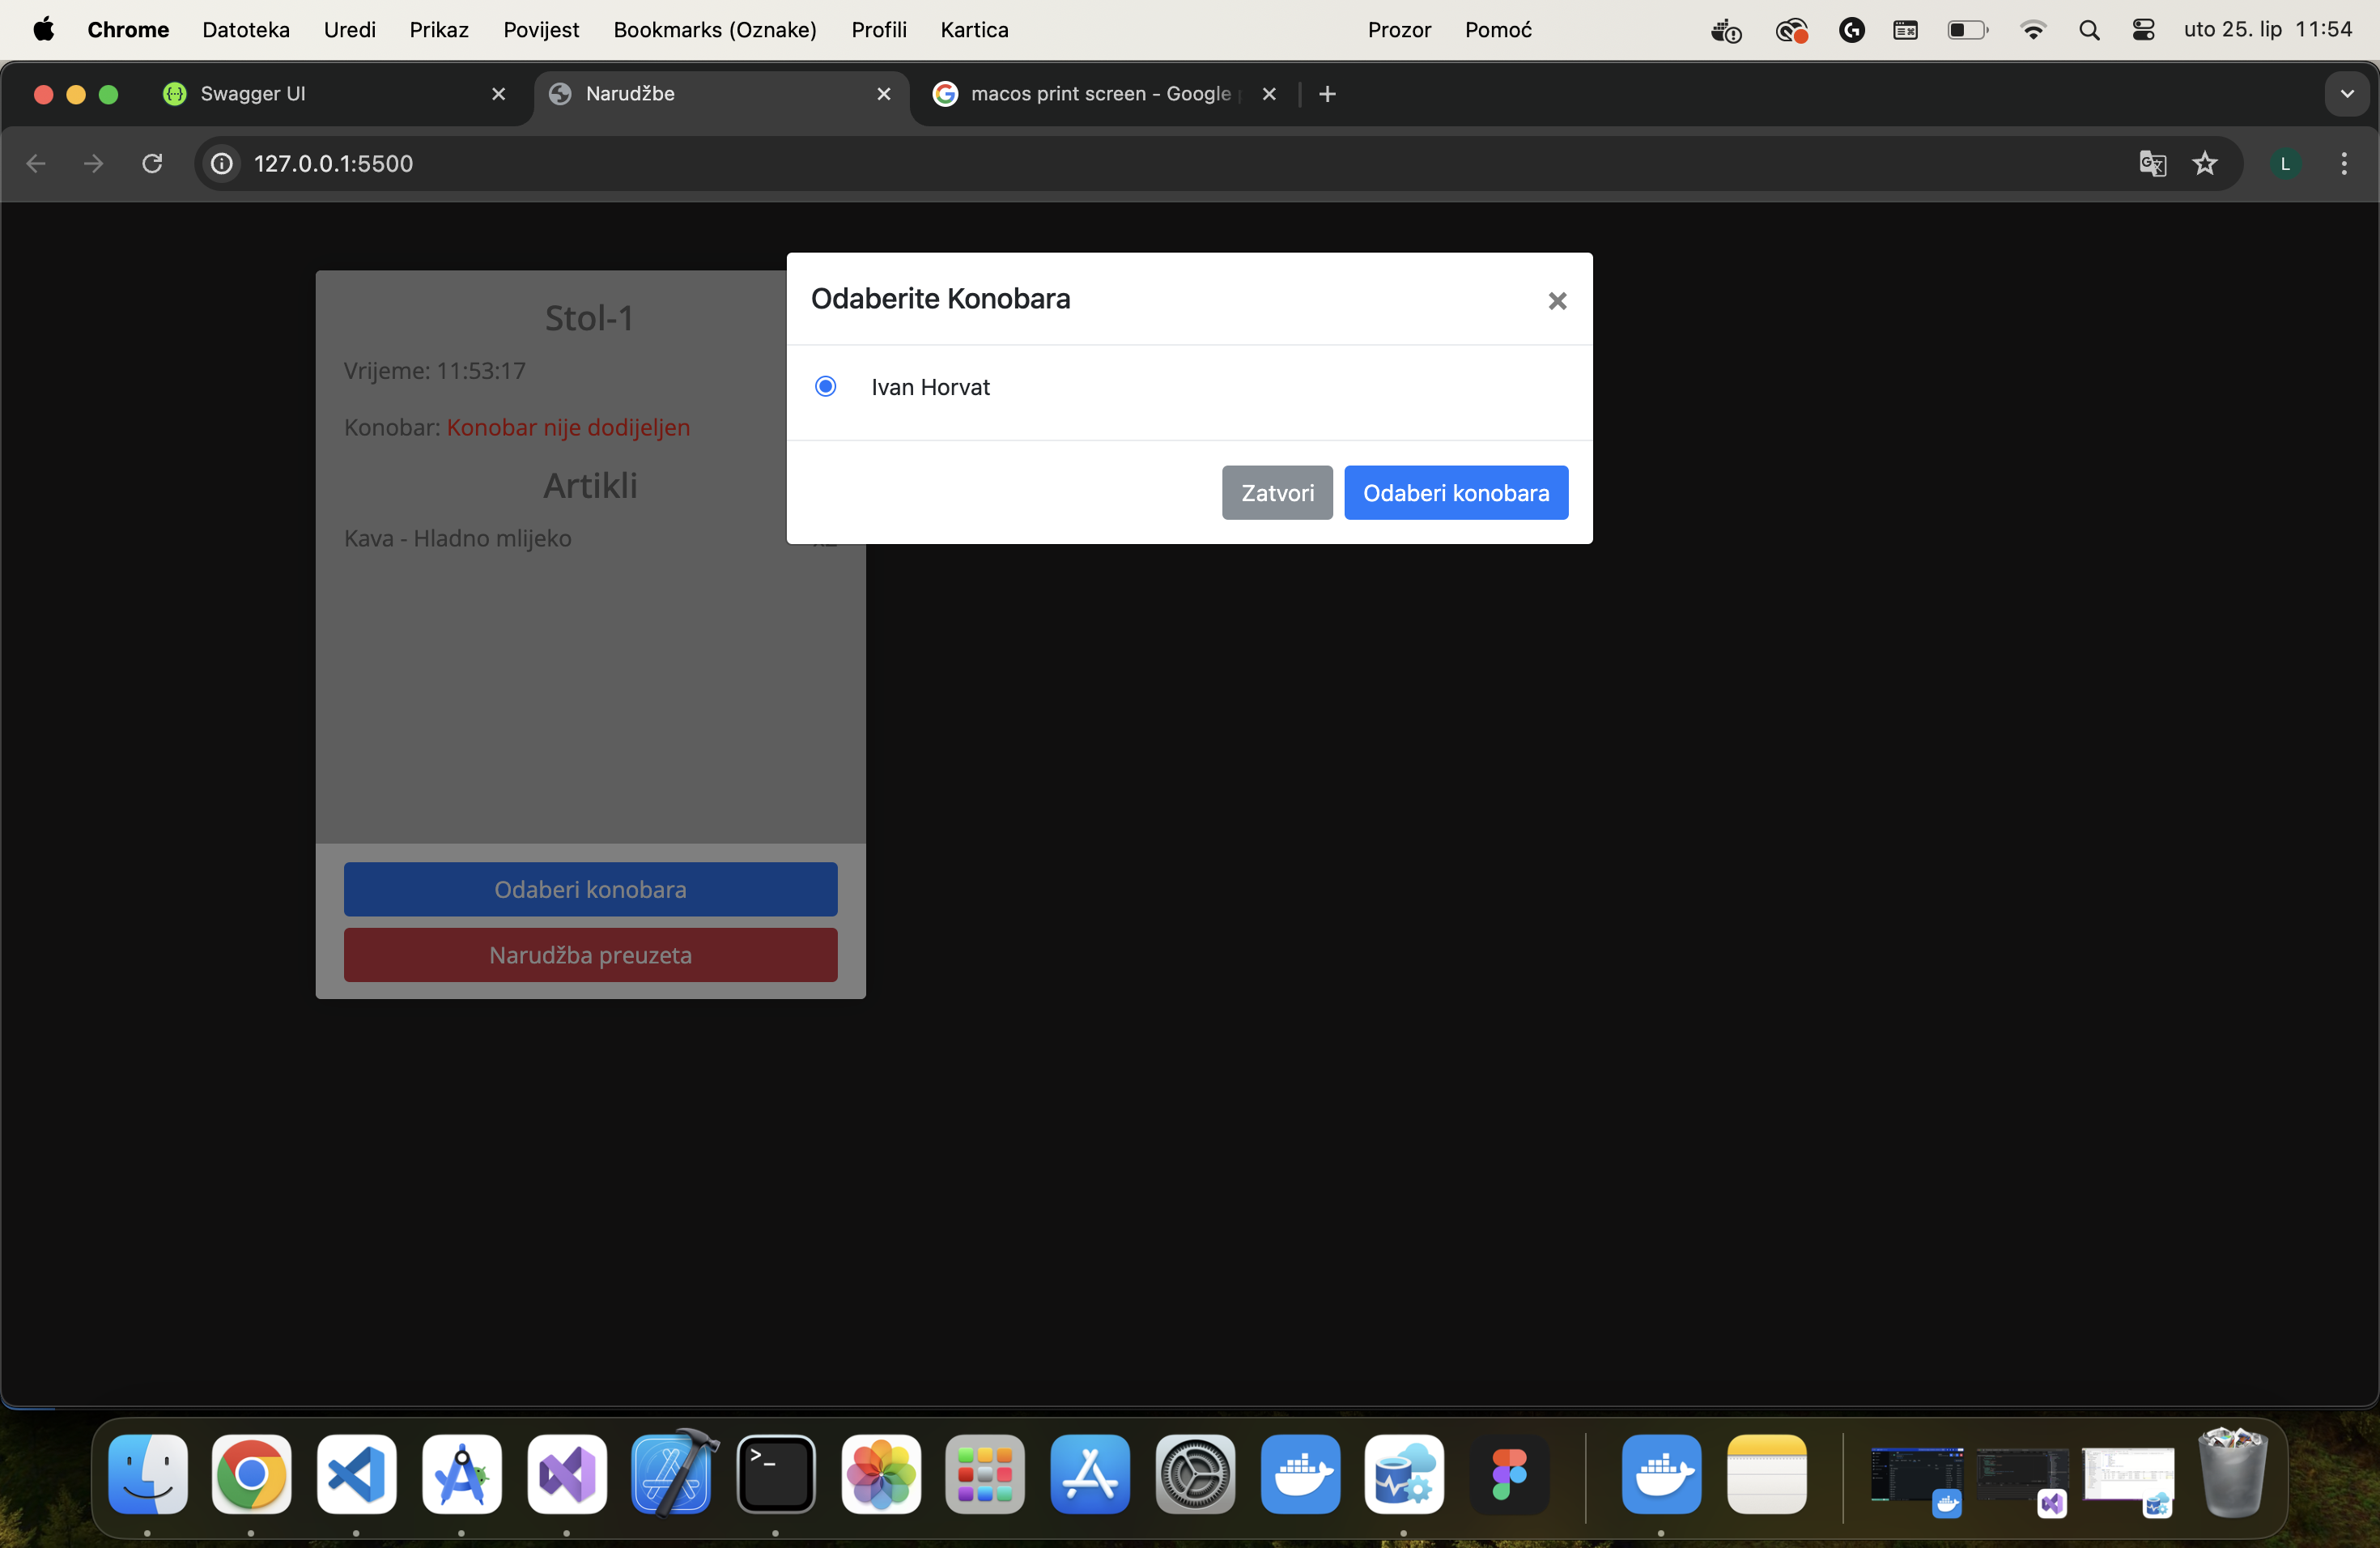 Chrome Datoteka Uredi Prikaz Povijest Bookmarks (Oznake) Profili Kartica Prozor Pomoć uto 25. lip 11:54
Swagger UI Narudžbe macos print screen - Google
127.0.0.1:5500 L
Odaberite Konobara
Ivan Horvat
Zatvori Odaberi konobara
Stol-1
Vrijeme: 11:53:17
Konobar: Konobar nije dodijeljen
Artikli
Kava - Hladno mlijeko
Odaberi konobara
Narudžba preuzeta